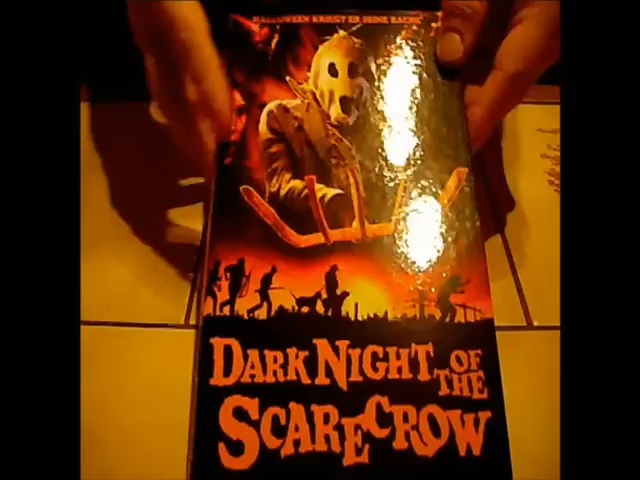 HALLOWEEN KRIEGT ER SEINE RACHE
DARK NIGHT OF THE
SCARECROW